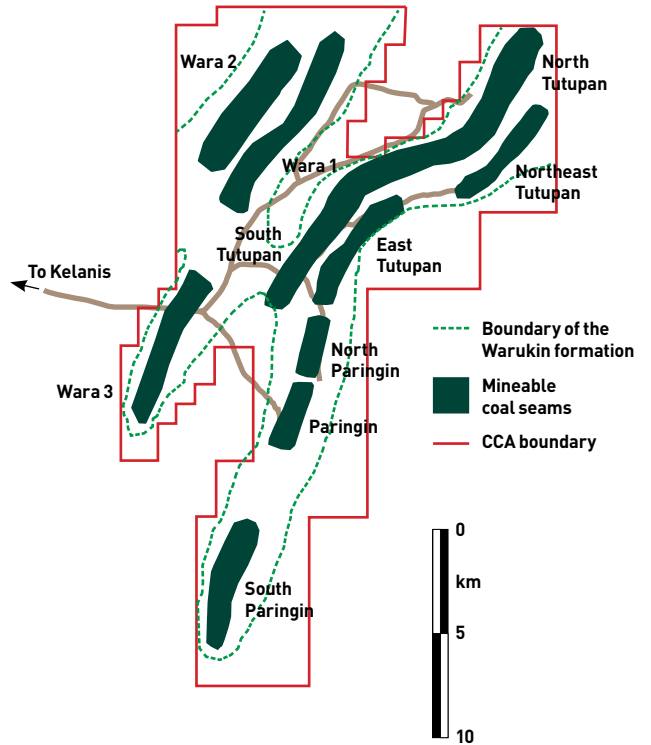 Wara 2
North
Tutupan
Wara 1
Northeast
Tutupan
South
Tutupan
East
Tutupan
To Kelanis
Boundary of the
Warukin formation
North
Paringin
Wara 3
Mineable
coal seams
Paringin
CCA boundary
0
km
5
10
South
Paringin